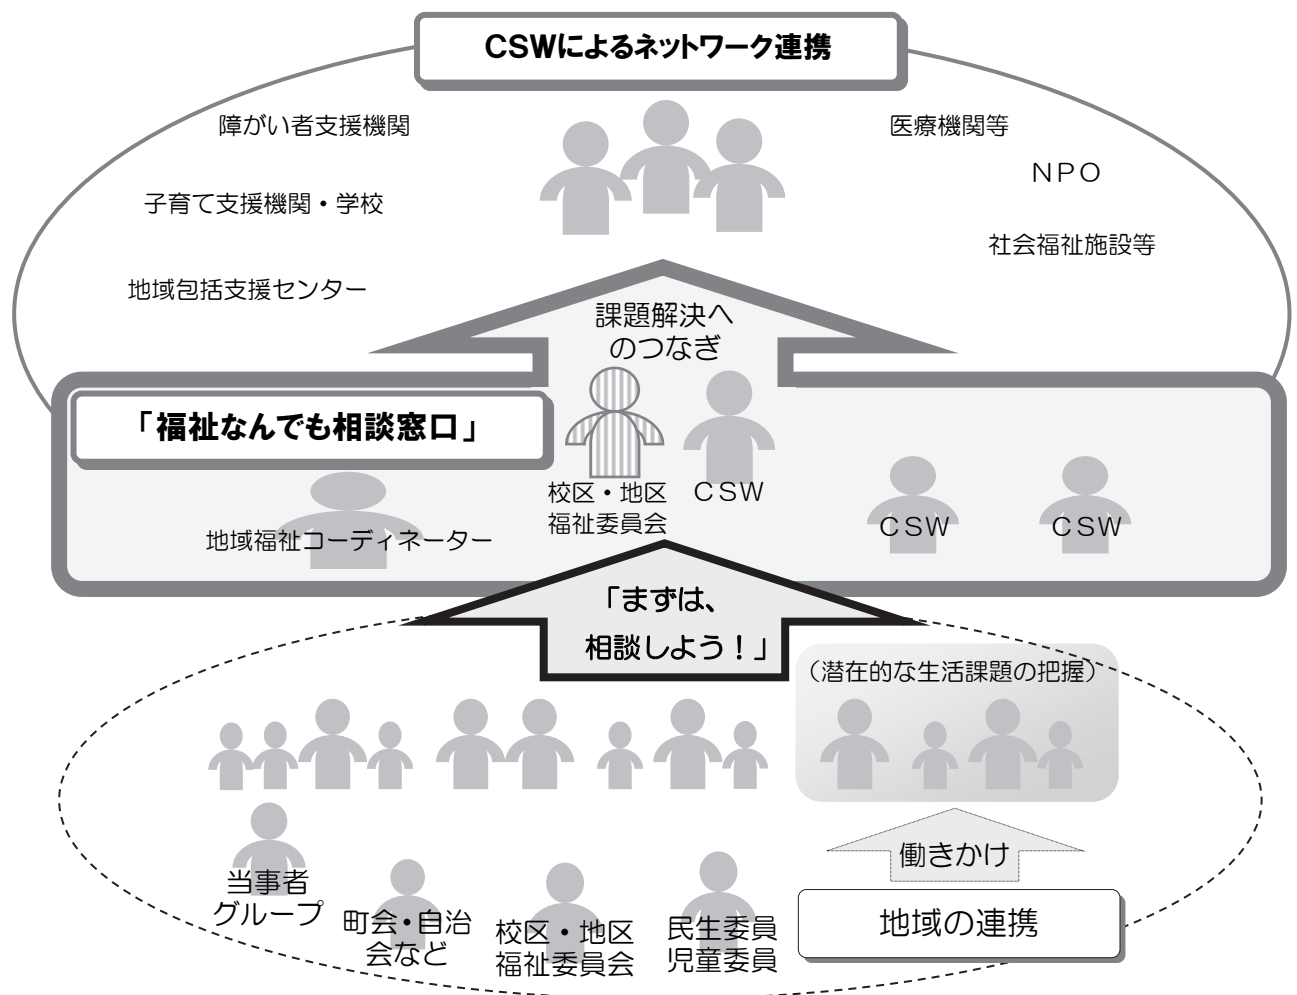 CSWによるネットワーク連携
障がい者支援機関
医療機関等
ＮＰＯ
子育て支援機関・学校
社会福祉施設等
地域包括支援センター
課題解決へ
のつなぎ
「福祉なんでも相談窓口」
校区・地区
福祉委員会
ＣＳＷ
地域福祉コーディネーター
ＣＳＷ
ＣＳＷ
「まずは、
相談しよう！」
（潜在的な生活課題の把握）
働きかけ
地域の連携
当事者
グループ
町会・自治
会など
校区・地区
福祉委員会
民生委員
児童委員